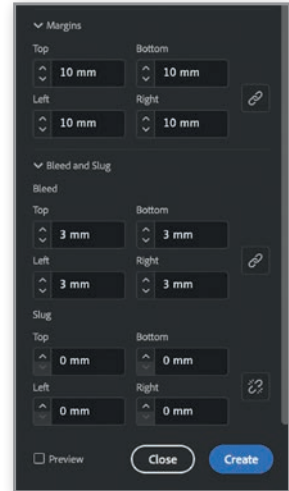 Margins
Top Bottom
10 mm 10 mm
Left Right
10 mm 10 mm
Bleed and Slug
Bleed
Top Bottom
3 mm 3 mm
Left Right
3 mm 3 mm
Slug
Top Bottom
0 mm 0 mm
Left Right
0 mm 0 mm
Preview Close Create